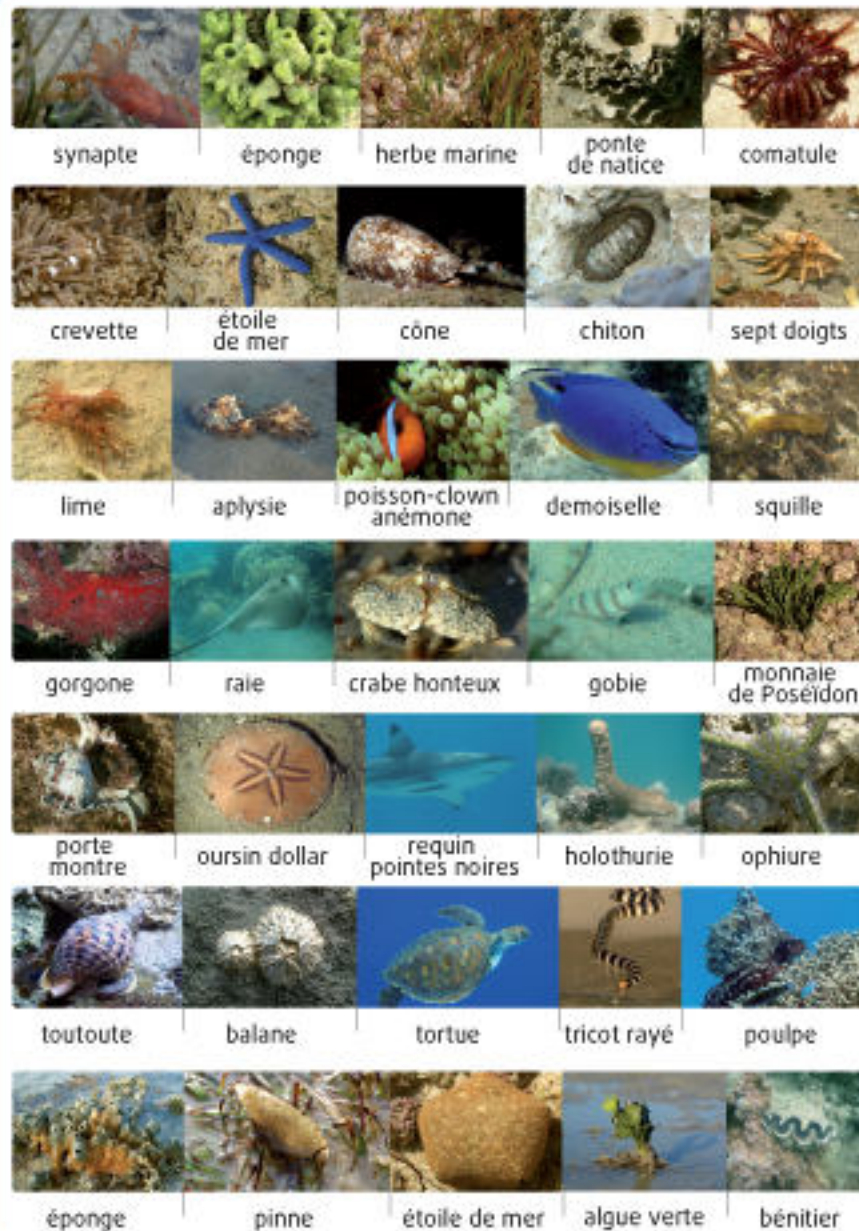 synapte
éponge
herbe marine
ponte
de natice
comatule
crevette
étoile
de mer
cône
chiton
sept doigts
lime
aplysie
poisson-clown
anémone
demoiselle
squille
gorgone
raie
crabe honteux
gobie
monnaie
de Poséïdon
porte
montre
oursin dollar
requin
pointes noires
holothurie
ophiure
toutoute
balane
tortue
tricot rayé
poulpe
éponge
pinne
étoile de mer
algue verte
bénitier